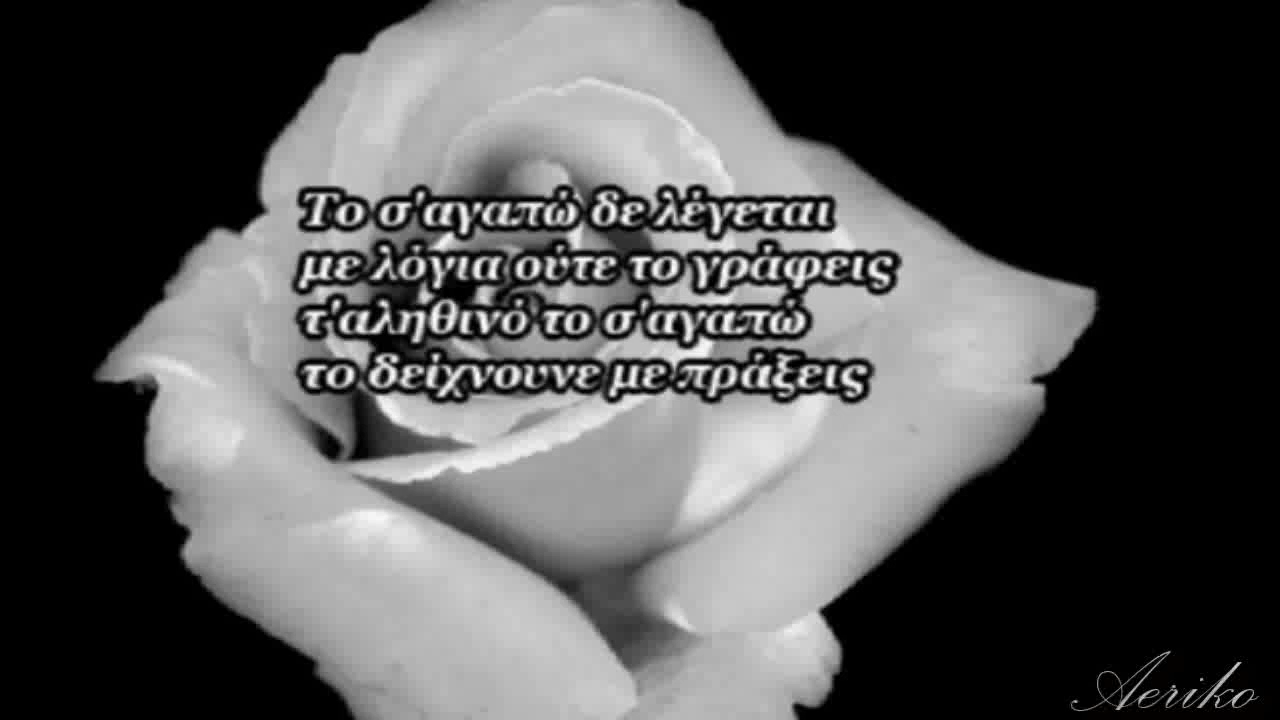 Το σ'αγαπώ δε λέγεται
με λόγια ούτε το γράφεις
τ'αληθινό το σ'αγαπώ
το δείχνουνε με πράξεις
Aeriko